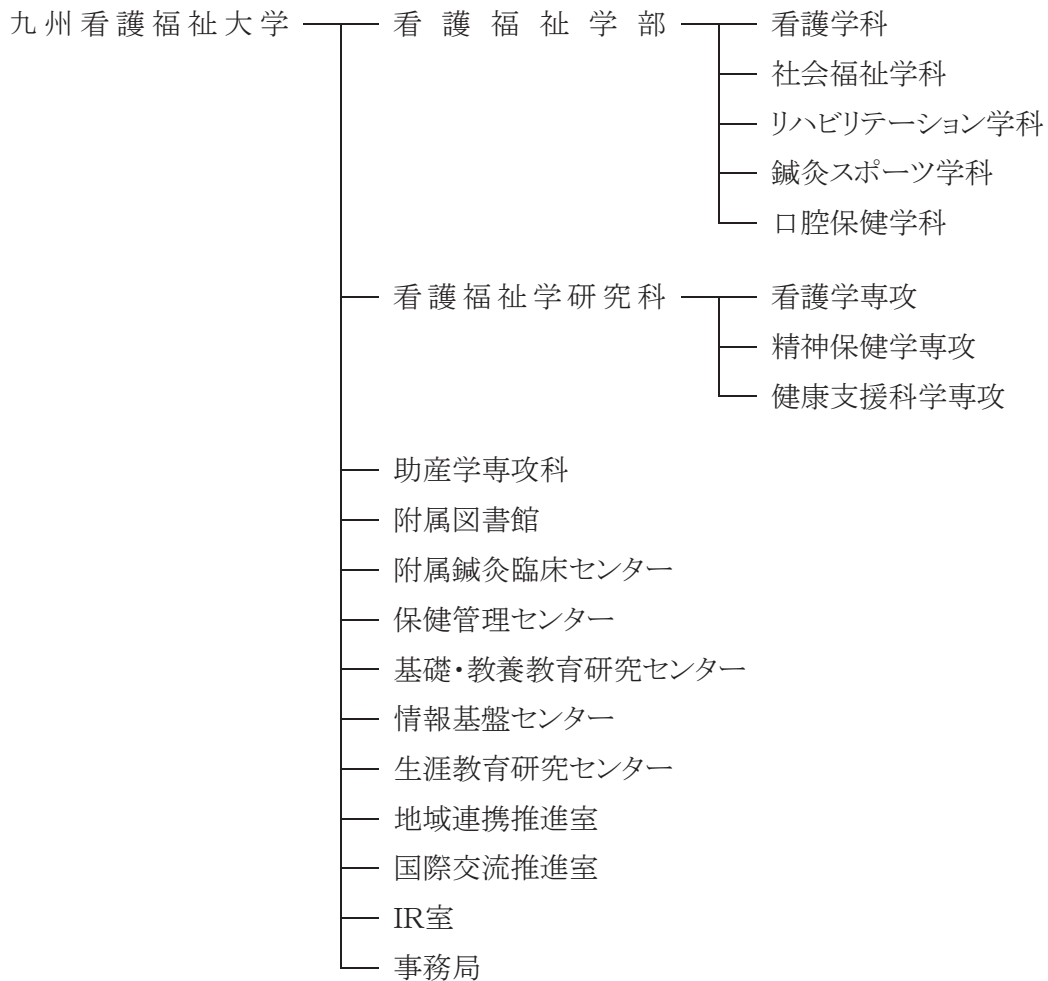 九州看護福祉大学 看護福祉学部 看護学科
社会福祉学科
リハビリテーション学科
鍼灸スポーツ学科
口腔保健学科
看護福祉学研究科 看護学専攻
精神保健学専攻
健康支援科学専攻
助産学専攻科
附属図書館
附属鍼灸臨床センター
保健管理センター
基礎・教養教育研究センター
情報基盤センター
生涯教育研究センター
地域連携推進室
国際交流推進室
IR室
事務局